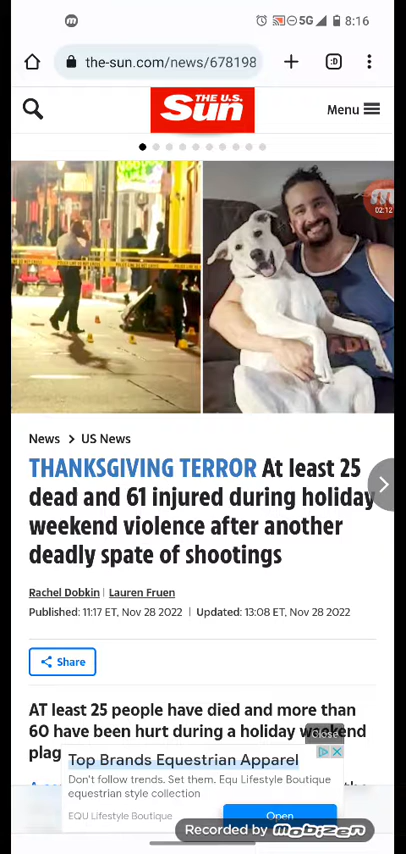 5G 8:16
the-sun.com/news/678198
:D
THE U.S.
Sun
Menu
02:12
News > US News
THANKSGIVING TERROR At least 25
dead and 61 injured during holiday
weekend violence after another
deadly spate of shootings
Rachel Dobkin | Lauren Fruen
Published: 11:17 ET, Nov 28 2022 | Updated: 13:08 ET, Nov 28 2022
Share
AT least 25 people have died and more than
60 have been hurt during a holiday weekend
Close
plag
Top Brands Equestrian Apparel
Don't follow trends. Set them. Equ Lifestyle Boutique
equestrian style collection
EQU Lifestyle Boutique
Open
Recorded by mobizen